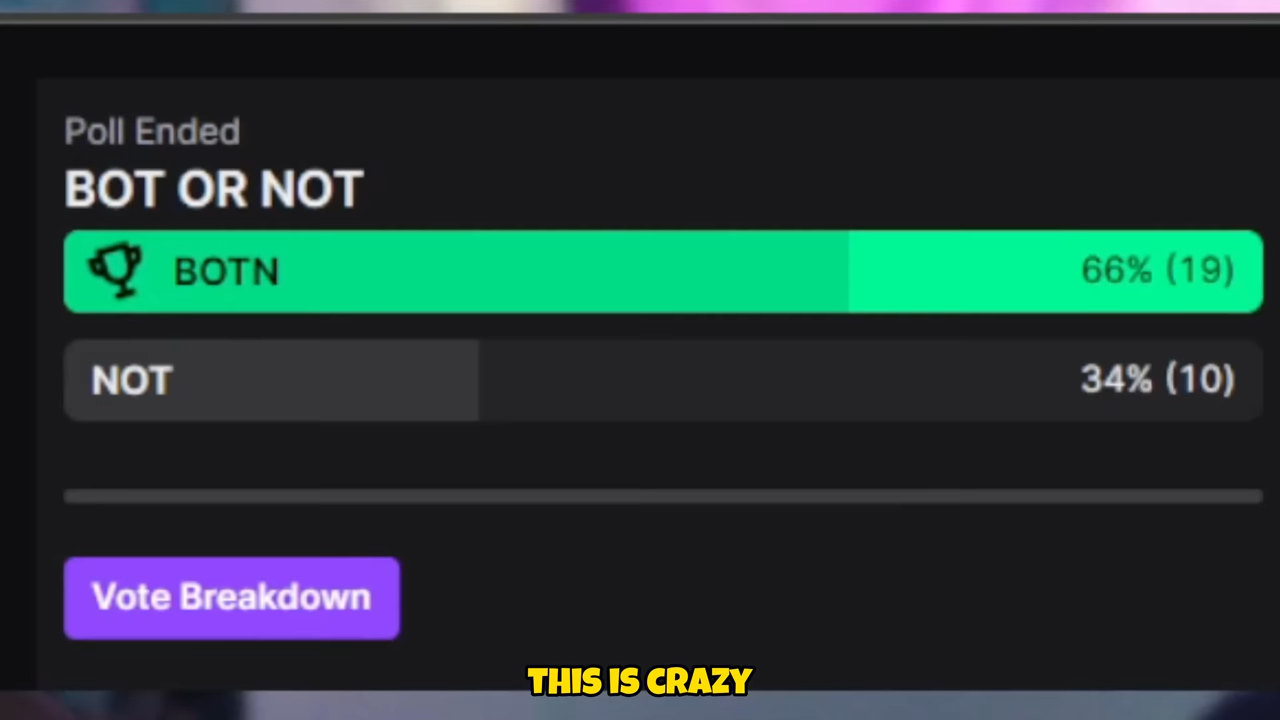 Poll Ended
BOT OR NOT
BOTN 66% (19)
NOT 34% (10)
Vote Breakdown
THIS IS CRAZY